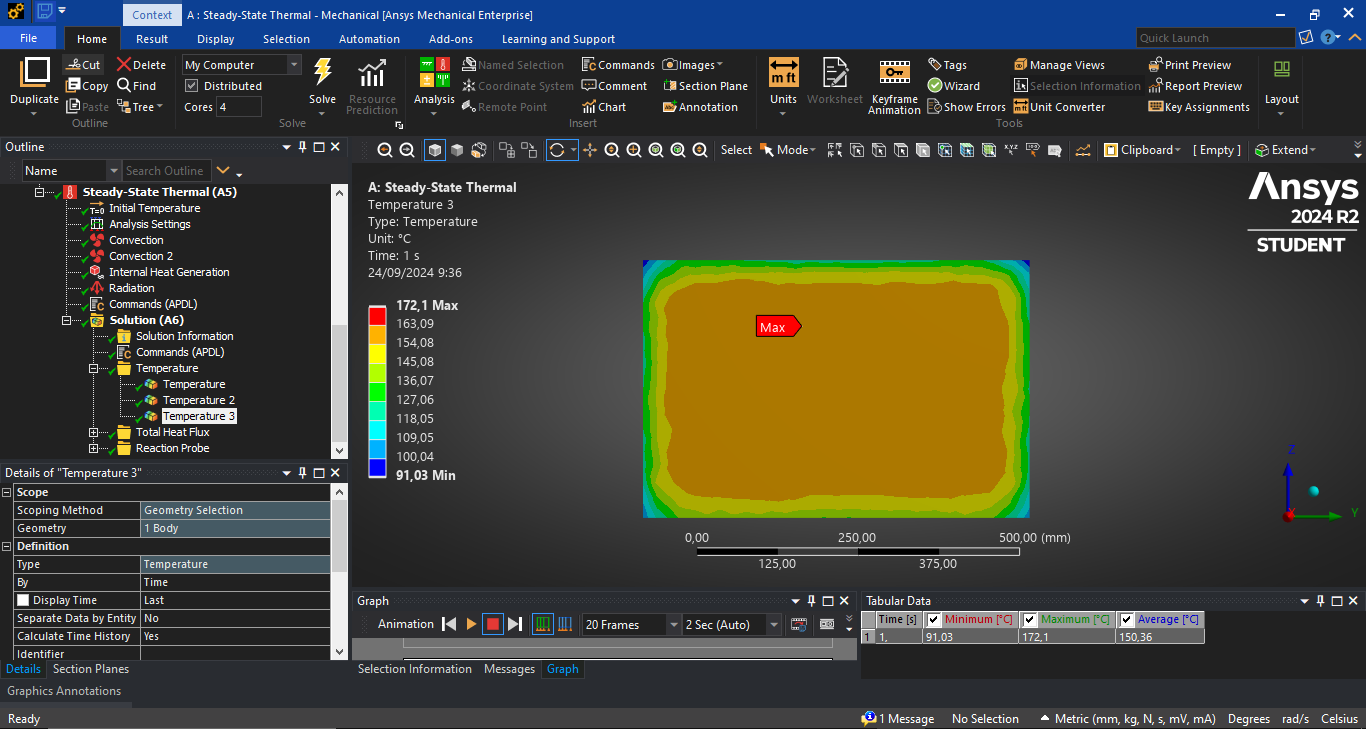 Context A : Steady-State Thermal - Mechanical [Ansys Mechanical Enterprise]
File Home Result Display Selection Automation Add-ons Learning and Support Quick Launch
Duplicate
Cut
Copy
Paste
Delete
Find
Tree
Outline
My Computer
Distributed
Cores 4
Solve
Resource
Prediction
Solve
Analysis
Named Selection
Coordinate System
Remote Point
Commands
Comment
Chart
Images
Section Plane
Annotation
Insert
m ft
Units
Worksheet
Keyframe
Animation
Tags
Wizard
Show Errors
Manage Views
Selection Information
Unit Converter
Print Preview
Report Preview
Key Assignments
Tools
Layout
Outline
Name Search Outline
Select Mode Clipboard [ Empty ] Extend
Steady-State Thermal (A5)
Initial Temperature
Analysis Settings
Convection
Convection 2
Internal Heat Generation
Radiation
Commands (APDL)
Solution (A6)
Solution Information
Commands (APDL)
Temperature
Temperature
Temperature 2
Temperature 3
Total Heat Flux
Reaction Probe
A: Steady-State Thermal
Temperature 3
Type: Temperature
Unit: °C
Time: 1 s
24/09/2024 9:36
172,1 Max
163,09
154,08
145,08
136,07
127,06
118,05
109,05
100,04
91,03 Min
Max
Ansys
2024 R2
STUDENT
Z
Y
X
0,00 250,00 500,00 (mm)
125,00 375,00
Details of "Temperature 3"
Scope
Scoping Method Geometry Selection
Geometry 1 Body
Definition
Type Temperature
By Time
Display Time Last
Separate Data by Entity No
Calculate Time History Yes
Identifier
Details Section Planes
Graph
Animation 20 Frames 2 Sec (Auto)
Selection Information Messages Graph
Tabular Data
Time [s] Minimum [°C] Maximum [°C] Average [°C]
1 1, 91,03 172,1 150,36
Graphics Annotations
Ready 1 Message No Selection Metric (mm, kg, N, s, mV, mA) Degrees rad/s Celsius